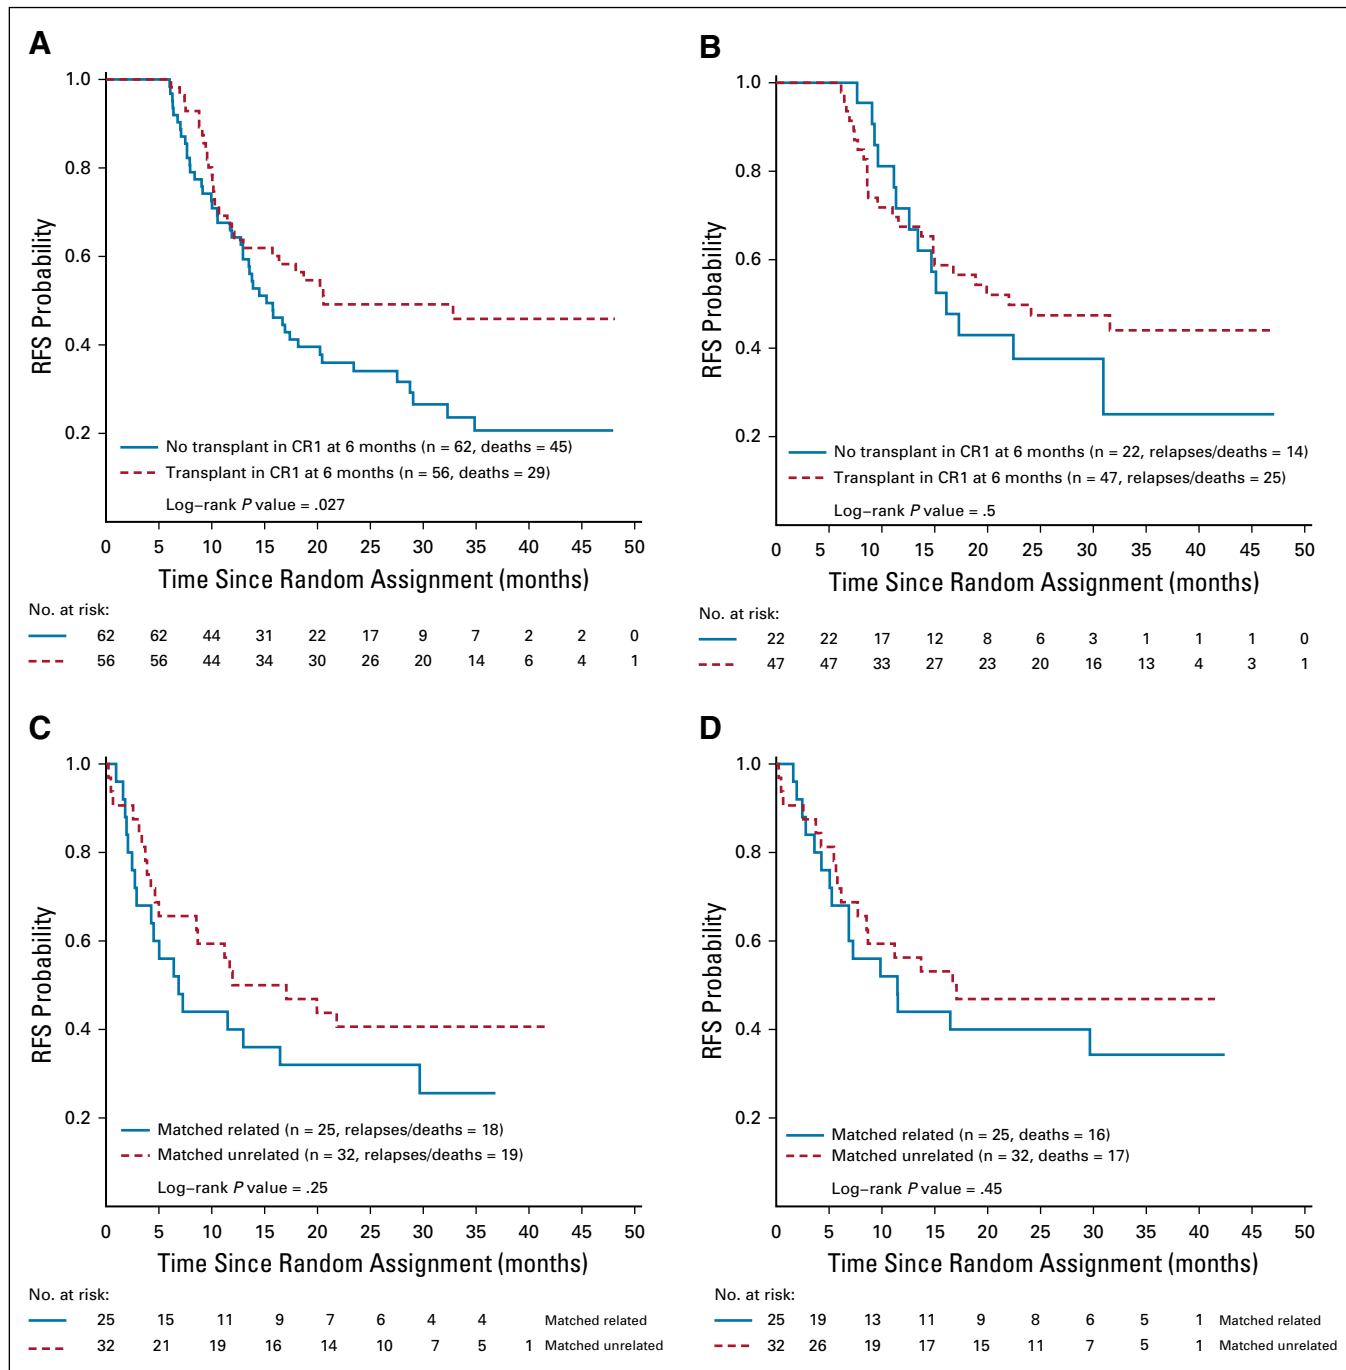 A
1.0
0.8
0.6
0.4
0.2
RFS Probability
No transplant in CR1 at 6 months (n = 62, deaths = 45)
Transplant in CR1 at 6 months (n = 56, deaths = 29)
Log–rank P value = .027
0 5 10 15 20 25 30 35 40 45 50
Time Since Random Assignment (months)
No. at risk:
62 62 44 31 22 17 9 7 2 2 0
56 56 44 34 30 26 20 14 6 4 1
B
1.0
0.8
0.6
0.4
0.2
RFS Probability
No transplant in CR1 at 6 months (n = 22, relapses/deaths = 14)
Transplant in CR1 at 6 months (n = 47, relapses/deaths = 25)
Log–rank P value = .5
0 5 10 15 20 25 30 35 40 45 50
Time Since Random Assignment (months)
No. at risk:
22 22 17 12 8 6 3 1 1 1 0
47 47 33 27 23 20 16 13 4 3 1
C
1.0
0.8
0.6
0.4
0.2
RFS Probability
Matched related (n = 25, relapses/deaths = 18)
Matched unrelated (n = 32, relapses/deaths = 19)
Log–rank P value = .25
0 5 10 15 20 25 30 35 40 45 50
Time Since Random Assignment (months)
No. at risk:
25 15 11 9 7 6 4 4 Matched related
32 21 19 16 14 10 7 5 1 Matched unrelated
D
1.0
0.8
0.6
0.4
0.2
RFS Probability
Matched related (n = 25, deaths = 16)
Matched unrelated (n = 32, deaths = 17)
Log–rank P value = .45
0 5 10 15 20 25 30 35 40 45 50
Time Since Random Assignment (months)
No. at risk:
25 19 13 11 9 8 6 5 1 Matched related
32 26 19 17 15 11 7 5 1 Matched unrelated